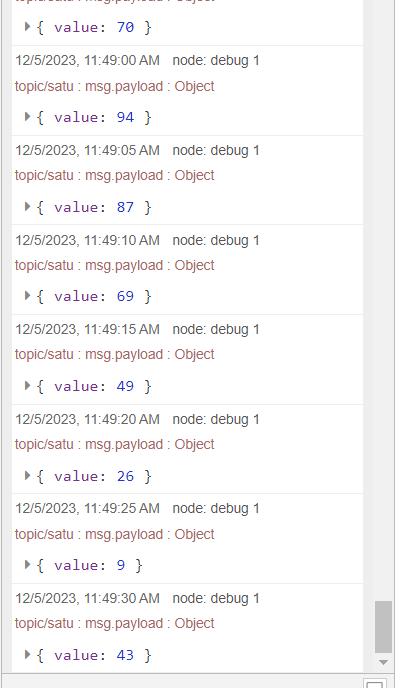 topic/satu : msg.payload : Object
{ value: 70 }
12/5/2023, 11:49:00 AM node: debug 1
topic/satu : msg.payload : Object
{ value: 94 }
12/5/2023, 11:49:05 AM node: debug 1
topic/satu : msg.payload : Object
{ value: 87 }
12/5/2023, 11:49:10 AM node: debug 1
topic/satu : msg.payload : Object
{ value: 69 }
12/5/2023, 11:49:15 AM node: debug 1
topic/satu : msg.payload : Object
{ value: 49 }
12/5/2023, 11:49:20 AM node: debug 1
topic/satu : msg.payload : Object
{ value: 26 }
12/5/2023, 11:49:25 AM node: debug 1
topic/satu : msg.payload : Object
{ value: 9 }
12/5/2023, 11:49:30 AM node: debug 1
topic/satu : msg.payload : Object
{ value: 43 }